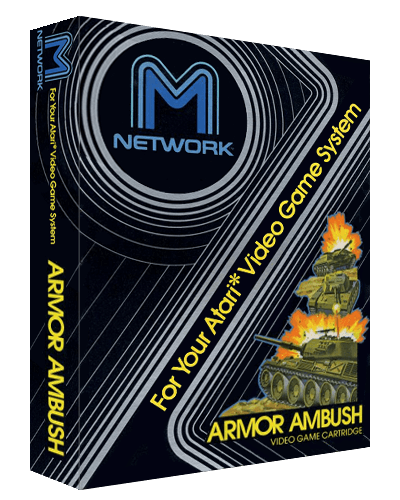 M
NETWORK
For Your Atari* Video Game System
ARMOR AMBUSH
M
NETWORK
For Your Atari* Video Game System
ARMOR AMBUSH
VIDEO GAME CARTRIDGE